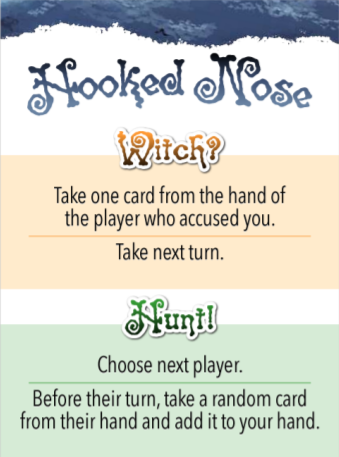 Hooked Nose
Witch?
Take one card from the hand of
the player who accused you.
Take next turn.
Hunt!
Choose next player.
Before their turn, take a random card
from their hand and add it to your hand.